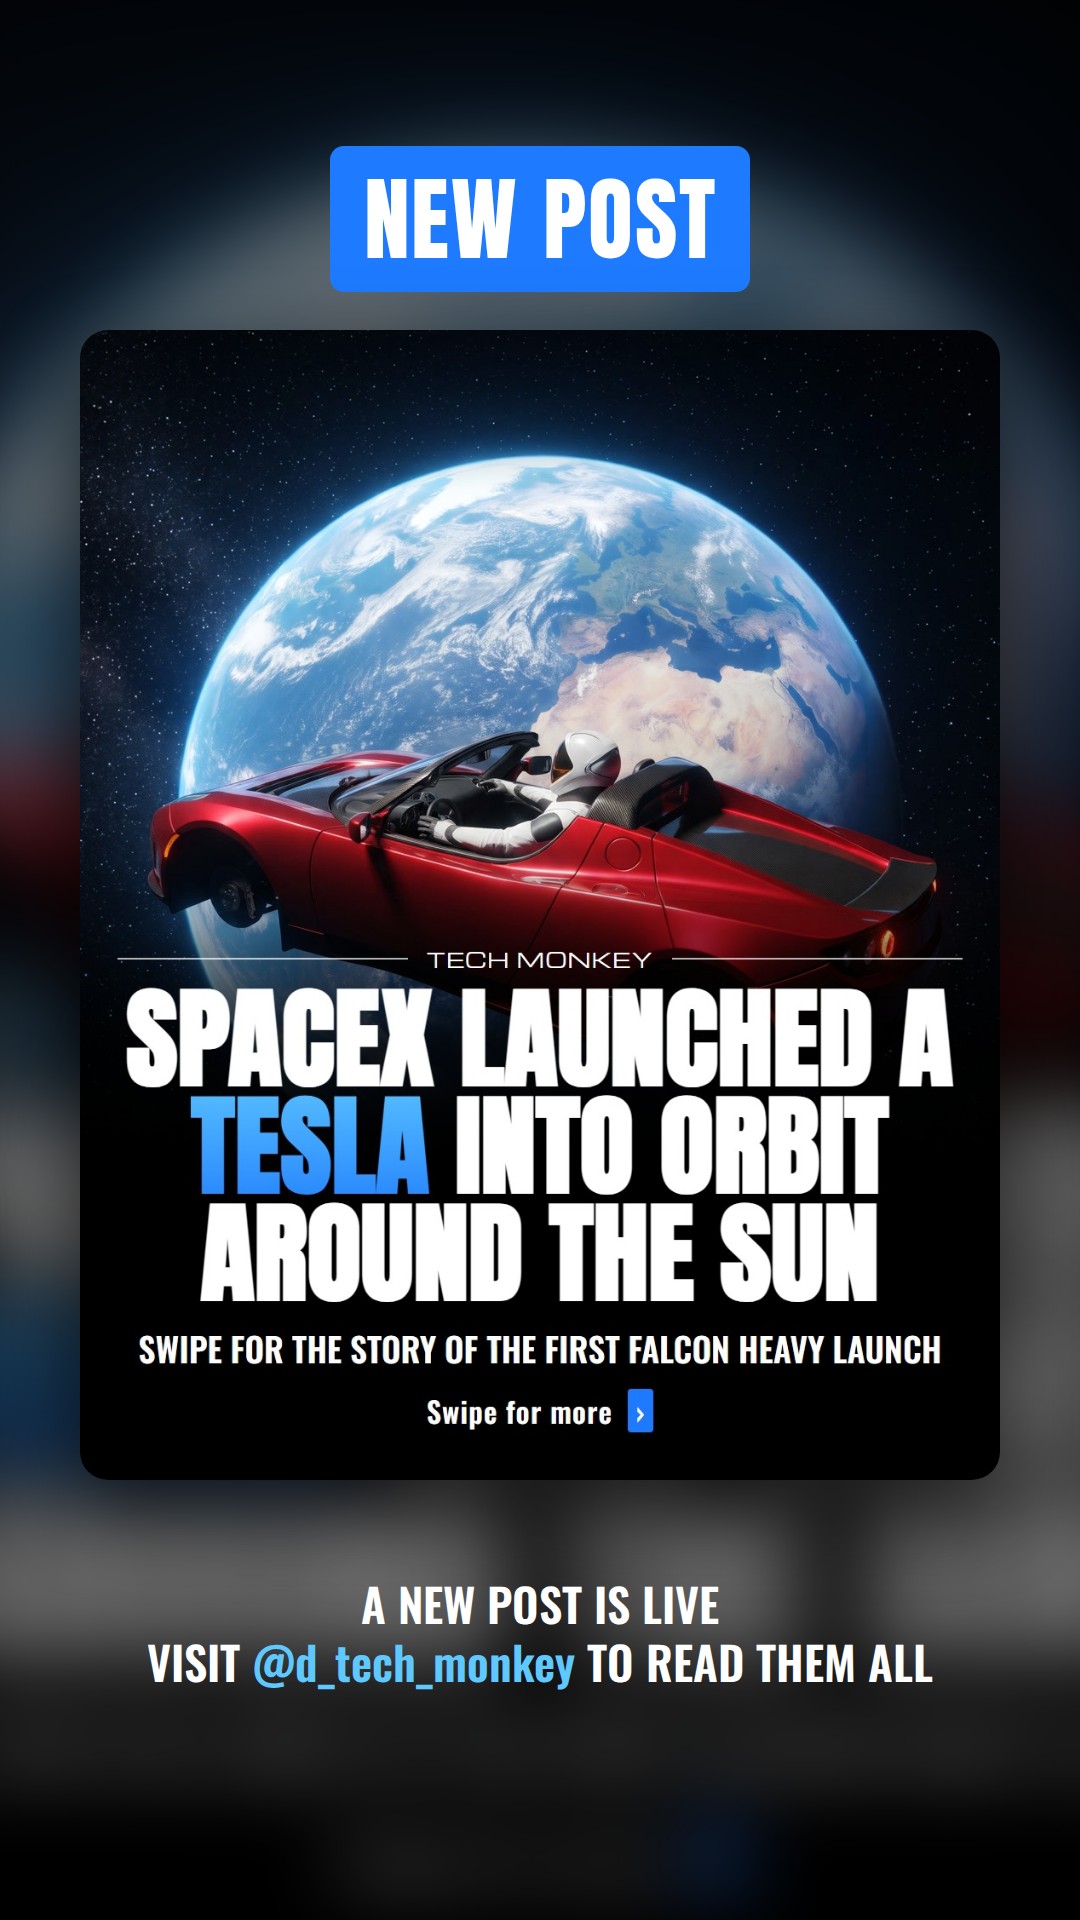 NEW POST
TECH MONKEY
SPACEX LAUNCHED A
TESLA INTO ORBIT
AROUND THE SUN
SWIPE FOR THE STORY OF THE FIRST FALCON HEAVY LAUNCH
Swipe for more ›
A NEW POST IS LIVE
VISIT @d_tech_monkey TO READ THEM ALL